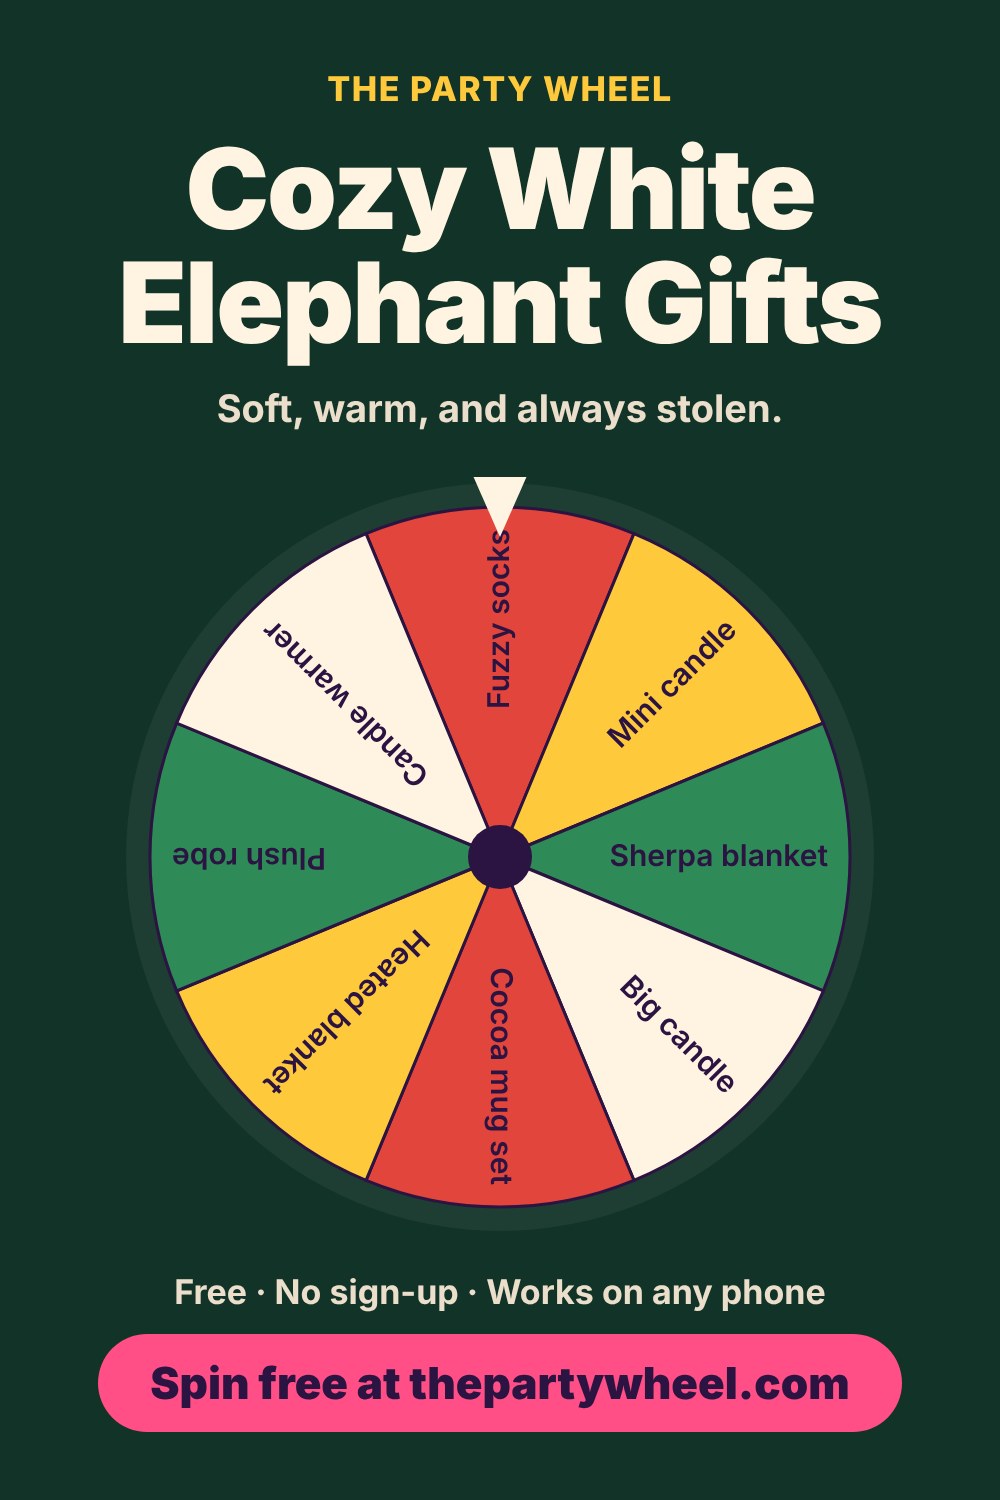 THE PARTY WHEEL
Cozy White
Elephant Gifts
Soft, warm, and always stolen.
Fuzzy socks
Mini candle
Sherpa blanket
Big candle
Cocoa mug set
Heated blanket
Plush robe
Candle warmer
Free · No sign-up · Works on any phone
Spin free at thepartywheel.com